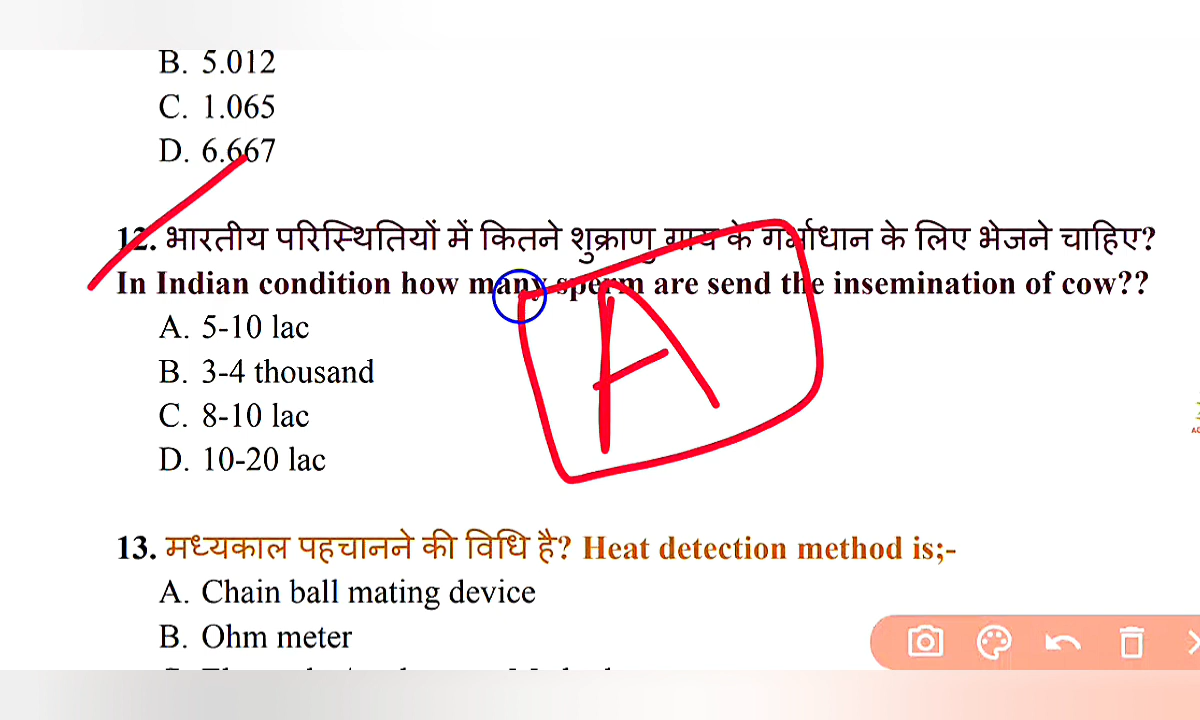 B. 5.012
C. 1.065
D. 6.667
12. भारतीय परिस्थितियों में कितने शुक्राणु गाय के गर्भाधान के लिए भेजने चाहिए?
In Indian condition how many sperm are send the insemination of cow??
A. 5-10 lac
B. 3-4 thousand
A
C. 8-10 lac
D. 10-20 lac
13. मध्यकाल पहचानने की विधि है? Heat detection method is;-
A. Chain ball mating device
B. Ohm meter